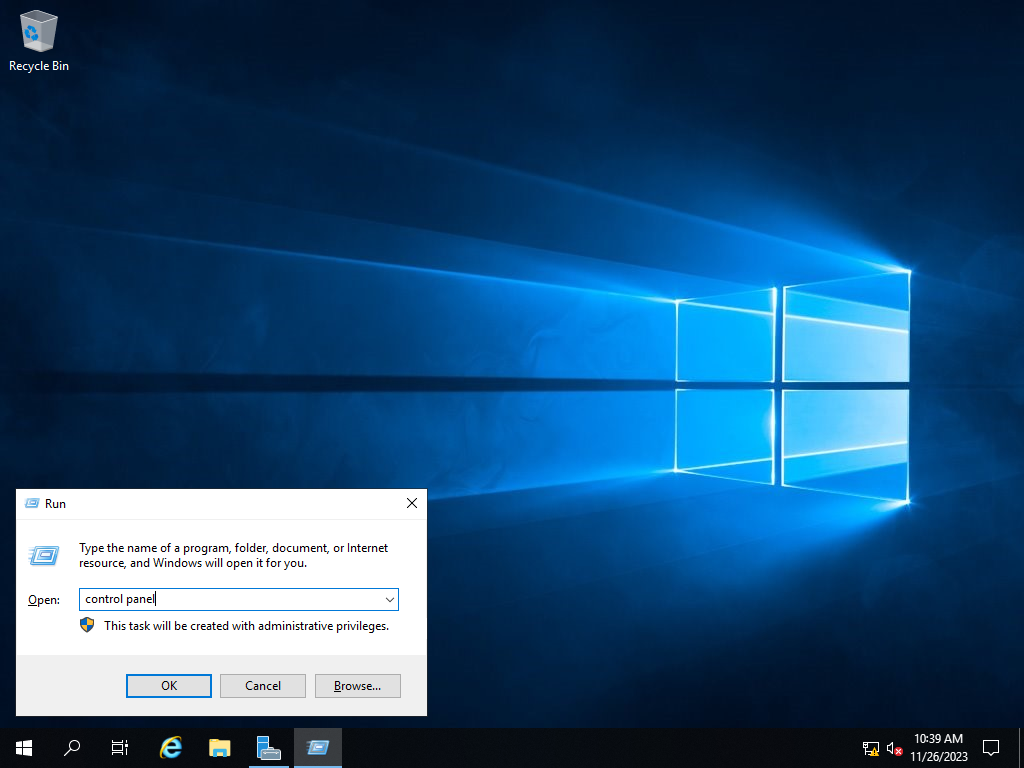 Recycle Bin
Run
Type the name of a program, folder, document, or Internet
resource, and Windows will open it for you.
Open:
control panel
This task will be created with administrative privileges.
OK
Cancel
Browse...
10:39 AM
11/26/2023